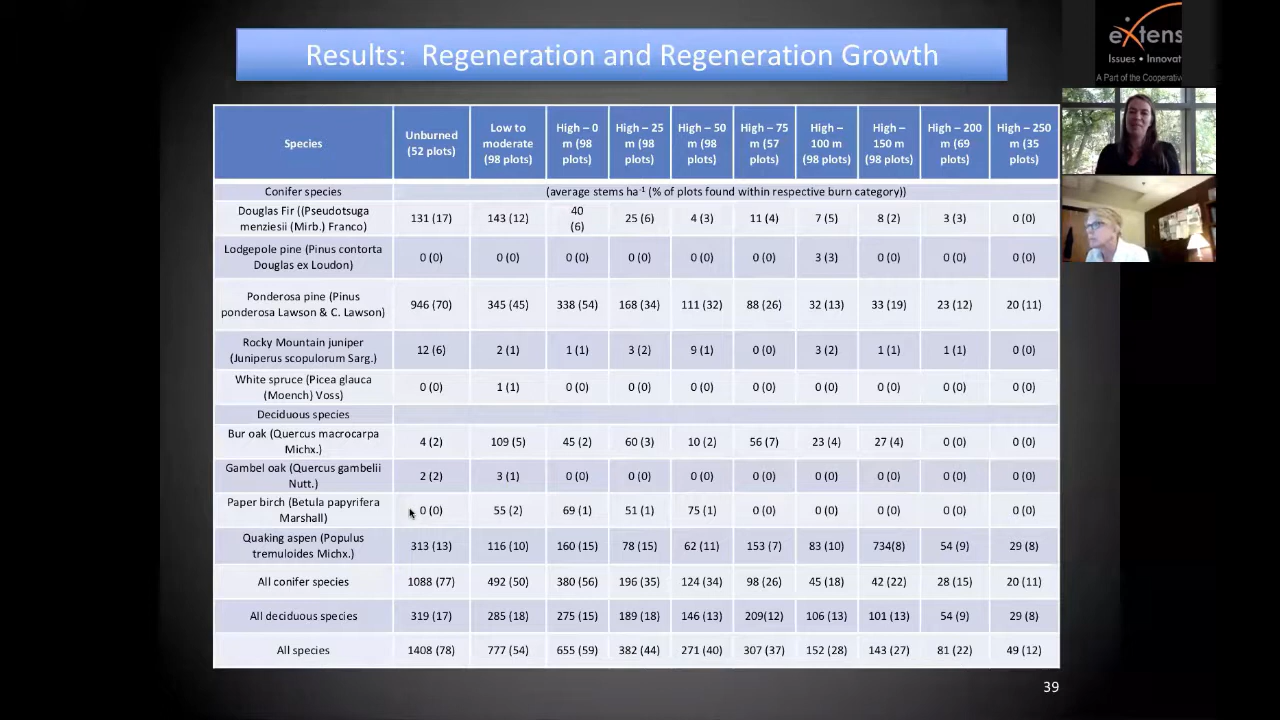 Results: Regeneration and Regeneration Growth
extens
Issues • Innovat
A Part of the Cooperativ
Species
Unburned
(52 plots)
Low to
moderate
(98 plots)
High – 0
m (98
plots)
High – 25
m (98
plots)
High – 50
m (98
plots)
High – 75
m (57
plots)
High –
100 m
(98 plots)
High –
150 m
(98 plots)
High – 200
m (69
plots)
High – 250
m (35
plots)
Conifer species (average stems ha⁻¹ (% of plots found within respective burn category))
Douglas Fir ((Pseudotsuga
menziesii (Mirb.) Franco)
131 (17) 143 (12) 40
(6)
25 (6) 4 (3) 11 (4) 7 (5) 8 (2) 3 (3) 0 (0)
Lodgepole pine (Pinus contorta
Douglas ex Loudon)
0 (0) 0 (0) 0 (0) 0 (0) 0 (0) 0 (0) 3 (3) 0 (0) 0 (0) 0 (0)
Ponderosa pine (Pinus
ponderosa Lawson & C. Lawson)
946 (70) 345 (45) 338 (54) 168 (34) 111 (32) 88 (26) 32 (13) 33 (19) 23 (12) 20 (11)
Rocky Mountain juniper
(Juniperus scopulorum Sarg.)
12 (6) 2 (1) 1 (1) 3 (2) 9 (1) 0 (0) 3 (2) 1 (1) 1 (1) 0 (0)
White spruce (Picea glauca
(Moench) Voss)
0 (0) 1 (1) 0 (0) 0 (0) 0 (0) 0 (0) 0 (0) 0 (0) 0 (0) 0 (0)
Deciduous species
Bur oak (Quercus macrocarpa
Michx.)
4 (2) 109 (5) 45 (2) 60 (3) 10 (2) 56 (7) 23 (4) 27 (4) 0 (0) 0 (0)
Gambel oak (Quercus gambelii
Nutt.)
2 (2) 3 (1) 0 (0) 0 (0) 0 (0) 0 (0) 0 (0) 0 (0) 0 (0) 0 (0)
Paper birch (Betula papyrifera
Marshall)
0 (0) 55 (2) 69 (1) 51 (1) 75 (1) 0 (0) 0 (0) 0 (0) 0 (0) 0 (0)
Quaking aspen (Populus
tremuloides Michx.)
313 (13) 116 (10) 160 (15) 78 (15) 62 (11) 153 (7) 83 (10) 734(8) 54 (9) 29 (8)
All conifer species 1088 (77) 492 (50) 380 (56) 196 (35) 124 (34) 98 (26) 45 (18) 42 (22) 28 (15) 20 (11)
All deciduous species 319 (17) 285 (18) 275 (15) 189 (18) 146 (13) 209(12) 106 (13) 101 (13) 54 (9) 29 (8)
All species 1408 (78) 777 (54) 655 (59) 382 (44) 271 (40) 307 (37) 152 (28) 143 (27) 81 (22) 49 (12)
39